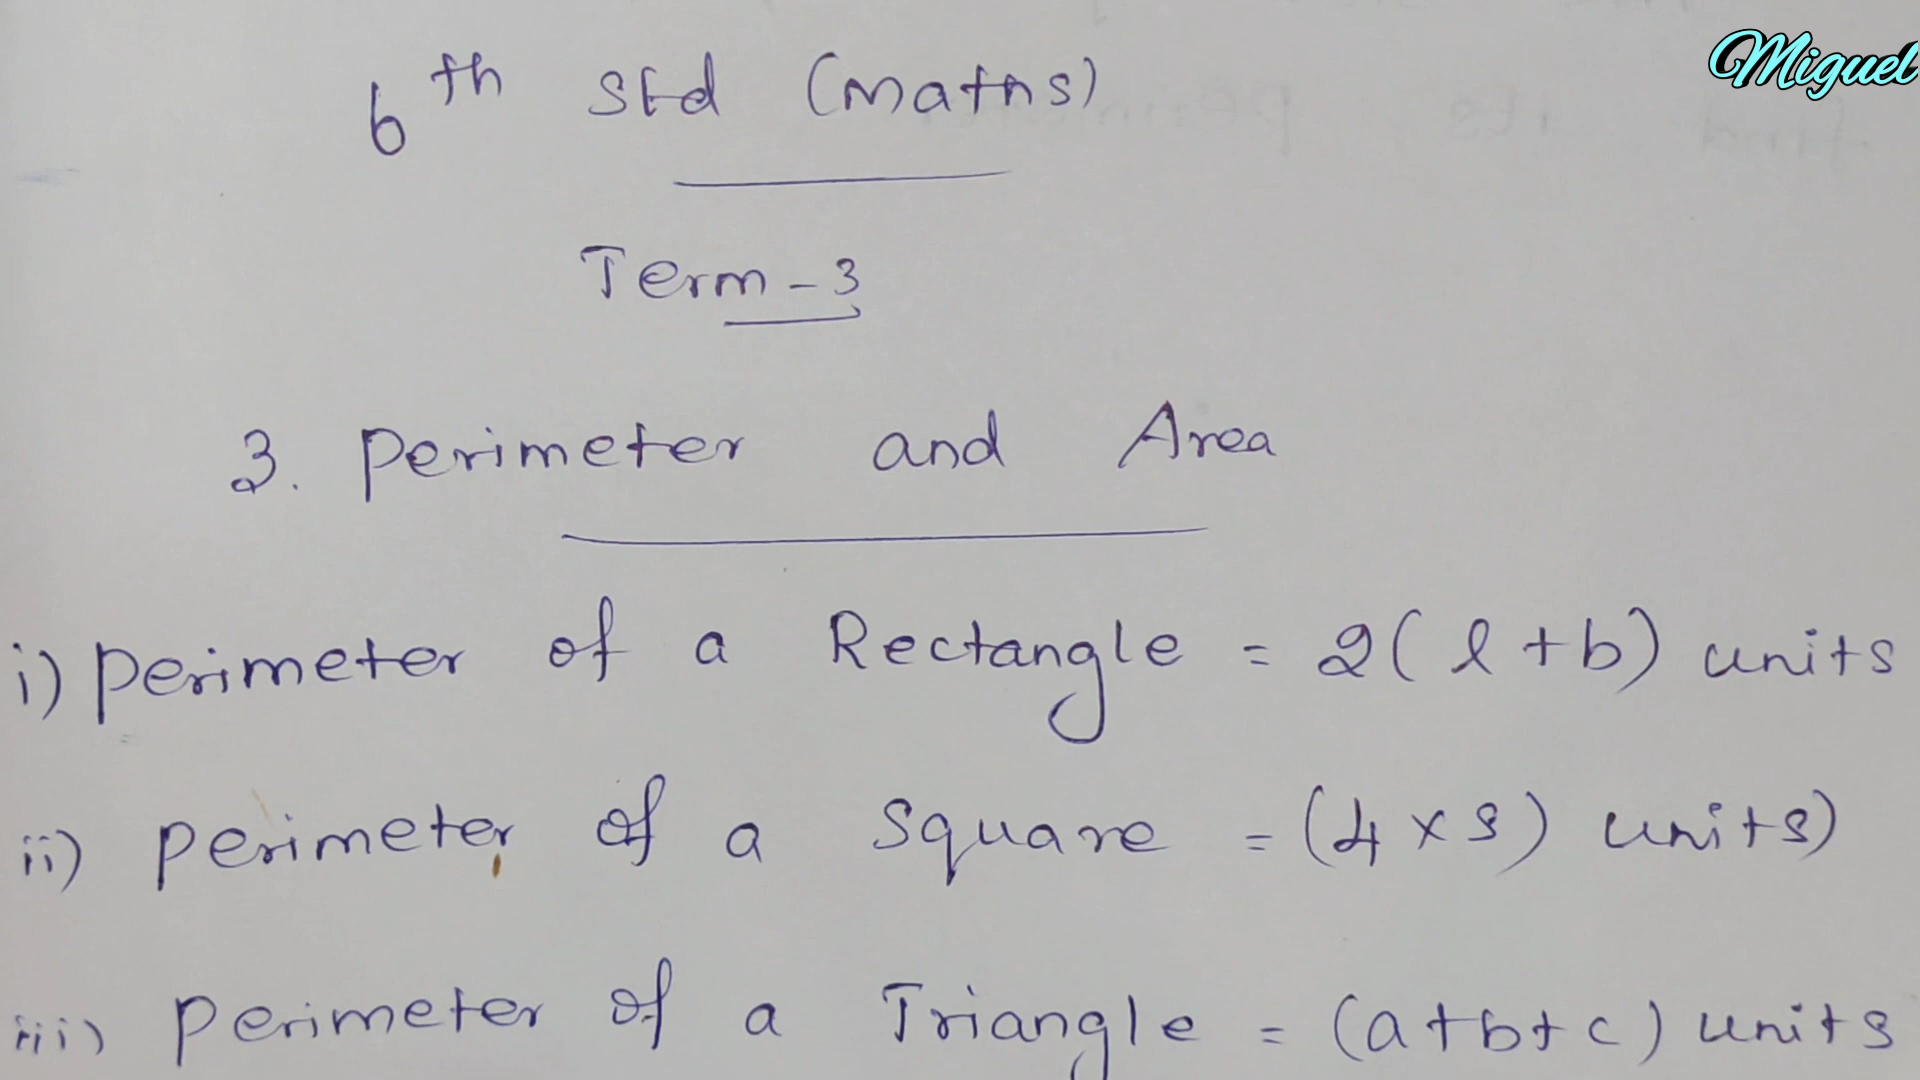 Miguel
6th std (Maths)
Term - 3
3. Perimeter and Area
i) Perimeter of a Rectangle = 2(l+b) units
ii) Perimeter of a Square = (4 × s) units)
iii) Perimeter of a Triangle = (a+b+c) units